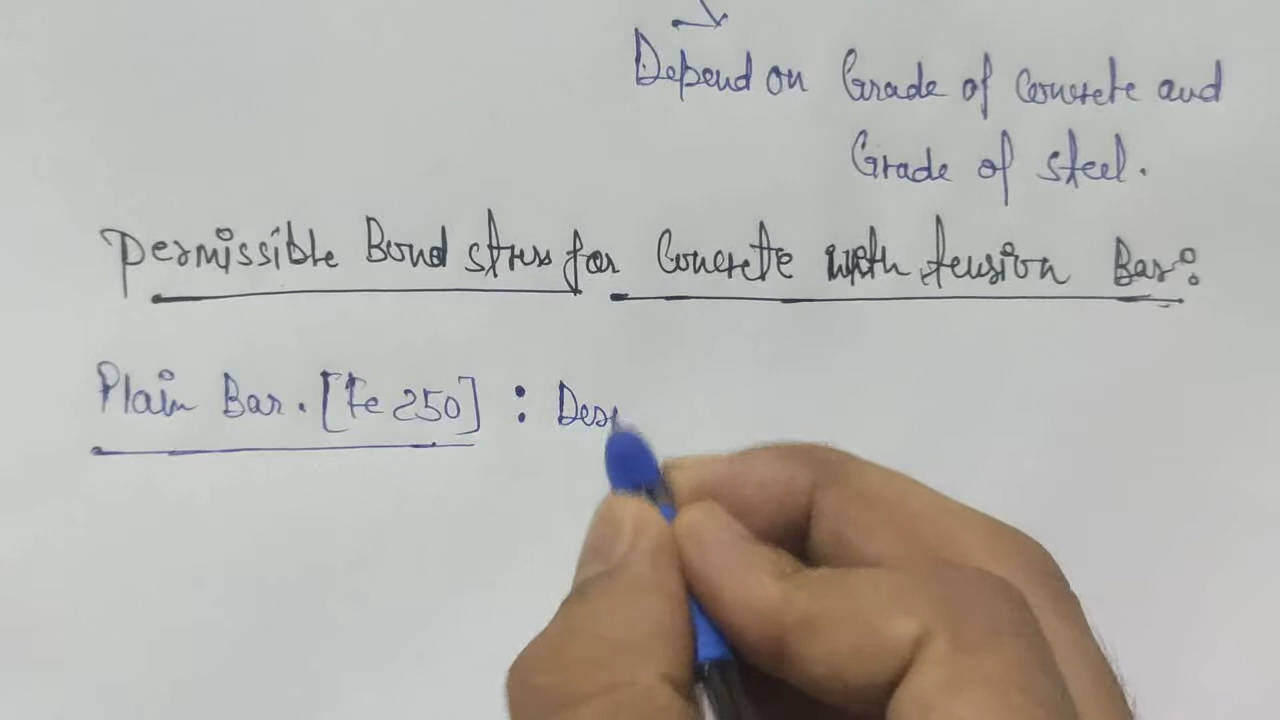 Depend on Grade of Concrete and
Grade of steel.
Permissible Bond stress for Concrete with tension Bar:
Plain Bar. [Fe 250] : Des